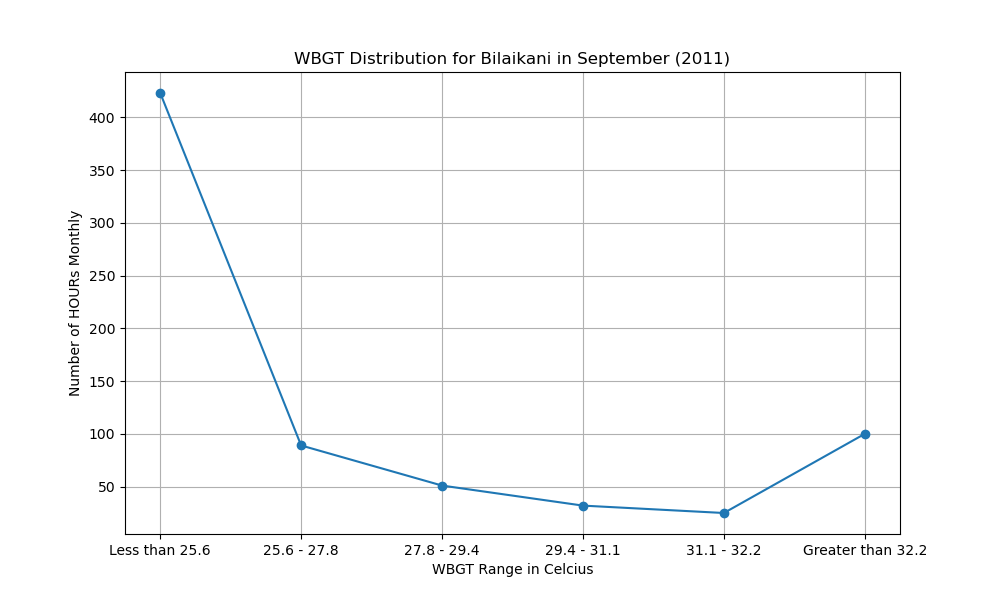 WBGT Distribution for Bilaikani in September (2011)
Number of HOURs Monthly
400
350
300
250
200
150
100
50
Less than 25.6
25.6 - 27.8
27.8 - 29.4
29.4 - 31.1
31.1 - 32.2
Greater than 32.2
WBGT Range in Celcius